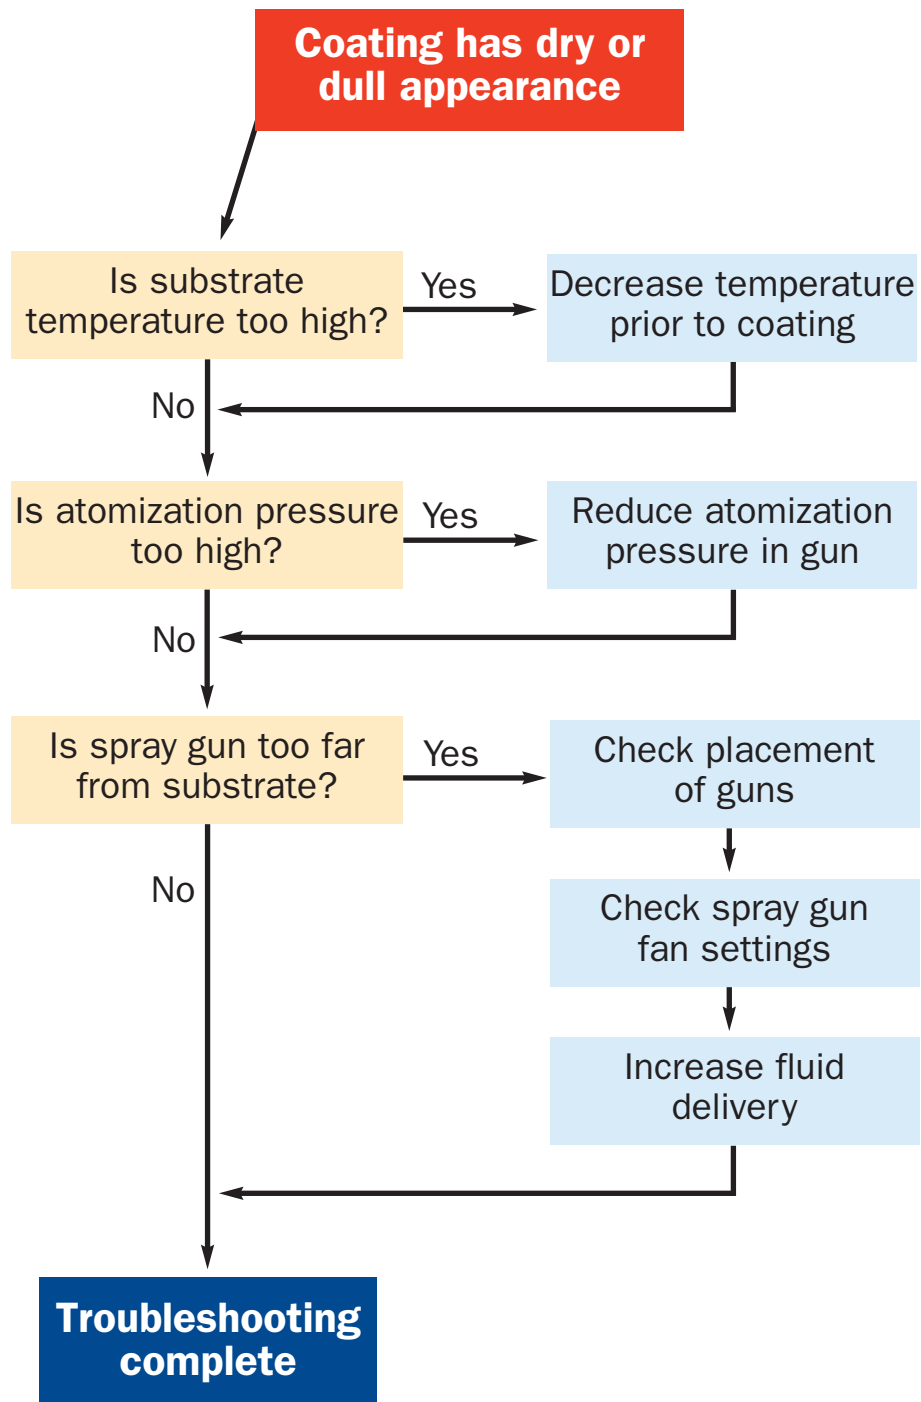 Coating has dry or
dull appearance
Is substrate
temperature too high?
Yes
Decrease temperature
prior to coating
No
Is atomization pressure
too high?
Yes
Reduce atomization
pressure in gun
No
Is spray gun too far
from substrate?
Yes
Check placement
of guns
No
Check spray gun
fan settings
Increase fluid
delivery
Troubleshooting
complete